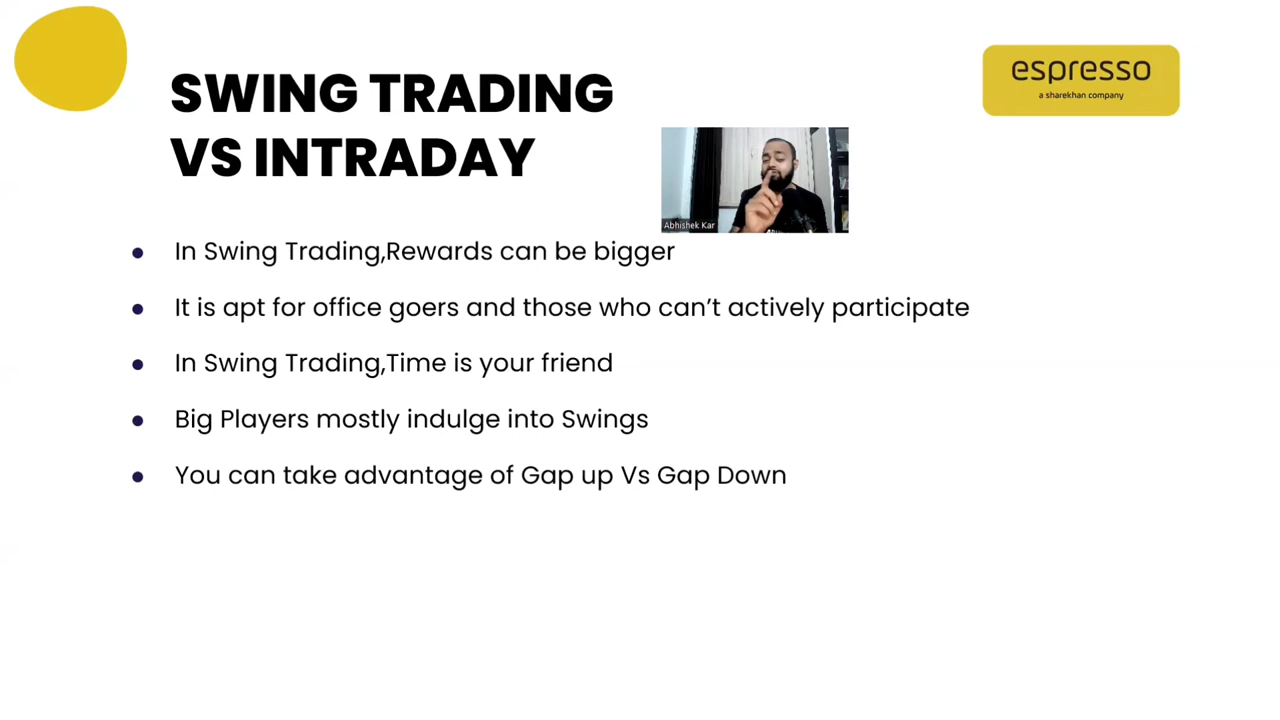 SWING TRADING
VS INTRADAY
espresso
a sharekhan company
Abhishek Kar
In Swing Trading,Rewards can be bigger
It is apt for office goers and those who can’t actively participate
In Swing Trading,Time is your friend
Big Players mostly indulge into Swings
You can take advantage of Gap up Vs Gap Down